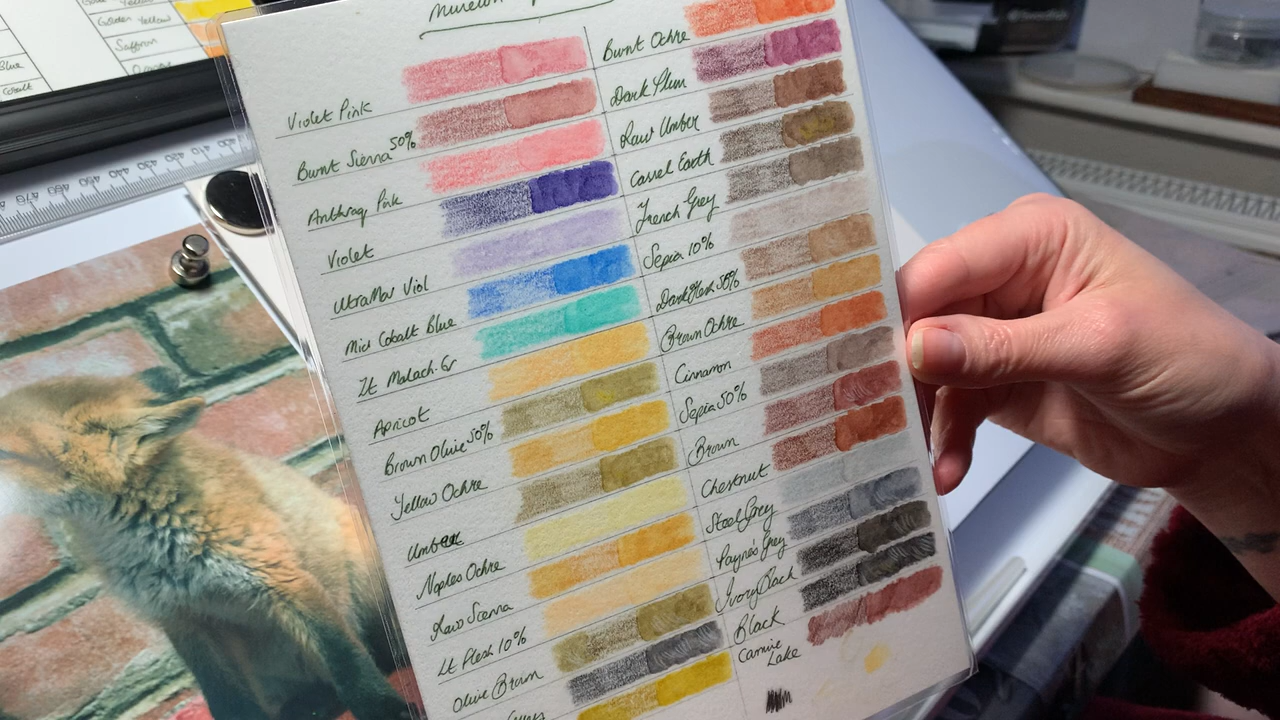 Golden Yellow
Saffron
Blue
Cobalt
Violet Pink
Burnt Sienna 50%
Anthraq Pink
Violet
UltraMar Viol
Mid Cobalt Blue
Lt Malach. Gr
Apricot
Brown Olive 50%
Yellow Ochre
Umber
Naples Ochre
Raw Sienna
Lt Flesh 10%
Olive Brown
Burnt Ochre
Dark Plum
Raw Umber
Cassel Earth
French Grey
Sepia 10%
Dark Flesh 50%
Brown Ochre
Cinnamon
Sepia 50%
Brown
Chestnut
Steel Grey
Payne's Grey
Ivory Black
Black
Carmine
Lake